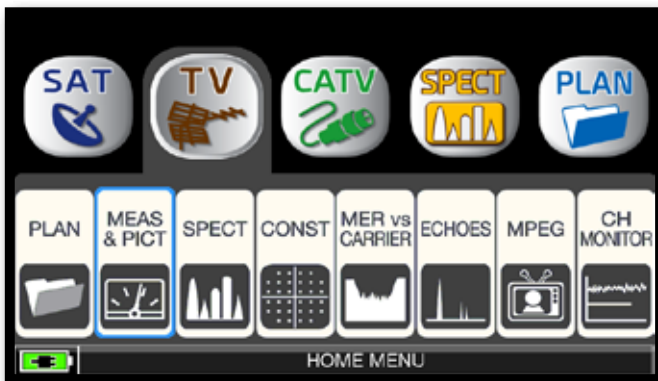 SAT
TV
CATV
SPECT
PLAN
PLAN
MEAS
& PICT
SPECT
CONST
MER vs
CARRIER
ECHOES
MPEG
CH
MONITOR
HOME MENU